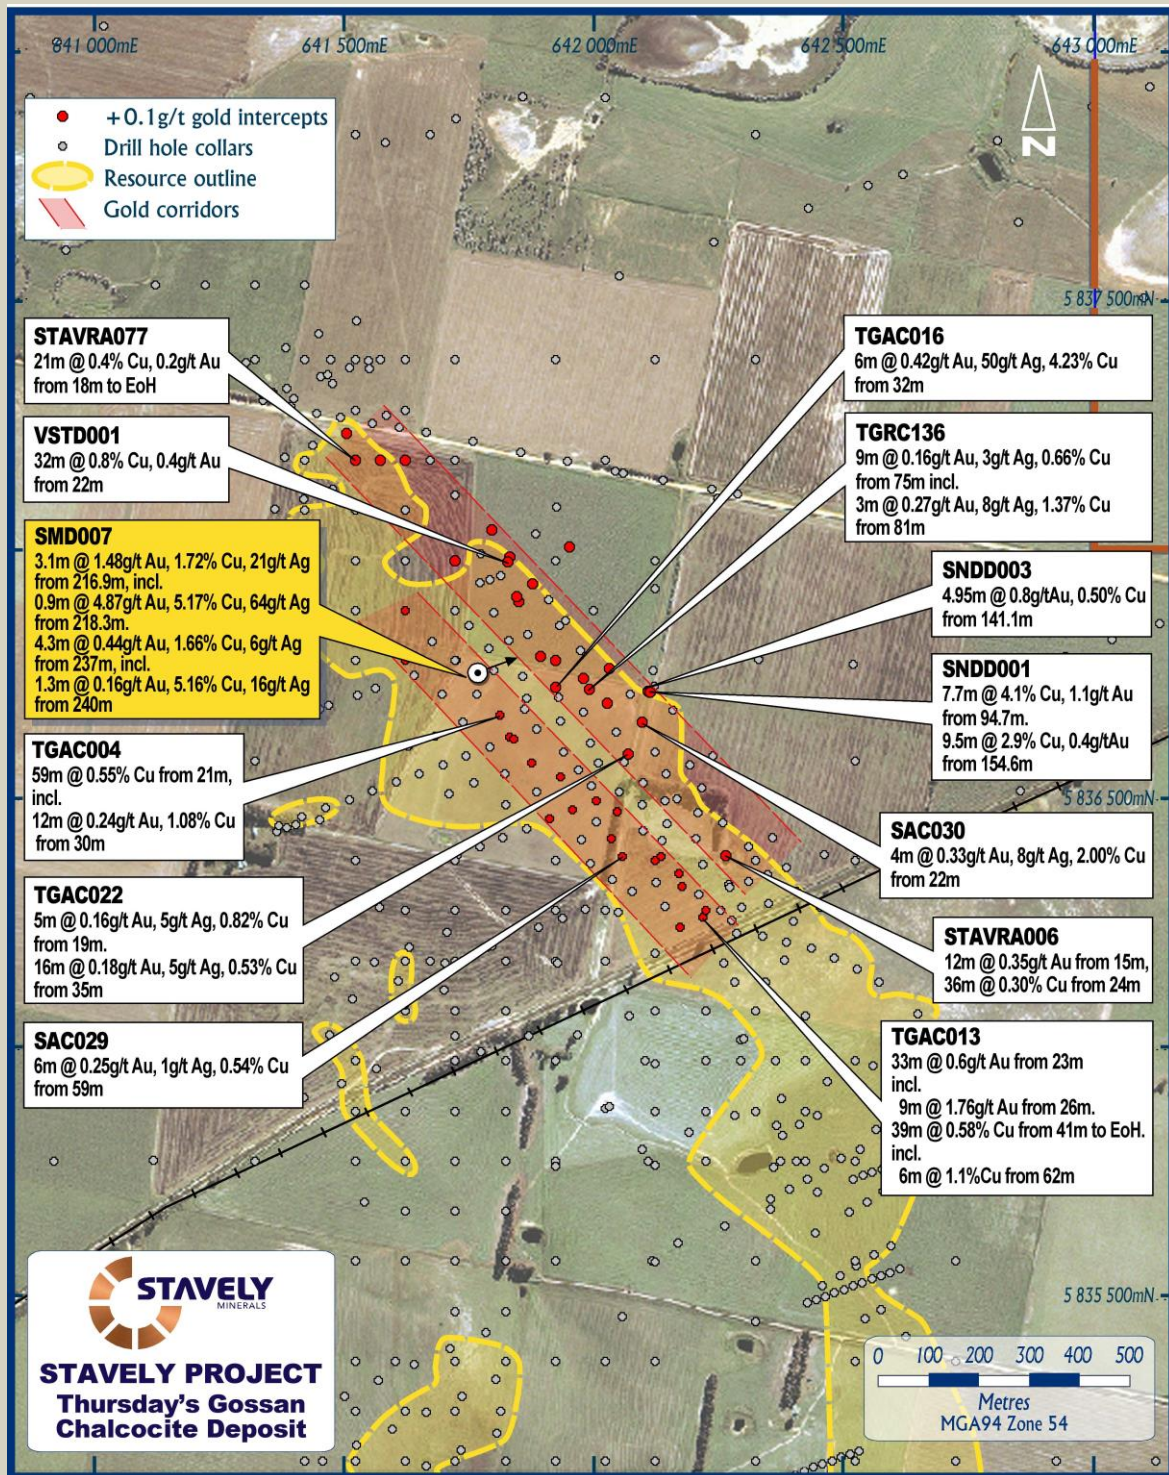 841 000mE
641 500mE
642 000mE
642 500mE
643 000mE
+0.1g/t gold intercepts
Drill hole collars
Resource outline
Gold corridors
N
5 837 500mN
STAVRA077
21m @ 0.4% Cu, 0.2g/t Au
from 18m to EoH
VSTD001
32m @ 0.8% Cu, 0.4g/t Au
from 22m
SMD007
3.1m @ 1.48g/t Au, 1.72% Cu, 21g/t Ag
from 216.9m, incl.
0.9m @ 4.87g/t Au, 5.17% Cu, 64g/t Ag
from 218.3m.
4.3m @ 0.44g/t Au, 1.66% Cu, 6g/t Ag
from 237m, incl.
1.3m @ 0.16g/t Au, 5.16% Cu, 16g/t Ag
from 240m
TGAC004
59m @ 0.55% Cu from 21m,
incl.
12m @ 0.24g/t Au, 1.08% Cu
from 30m
TGAC022
5m @ 0.16g/t Au, 5g/t Ag, 0.82% Cu
from 19m.
16m @ 0.18g/t Au, 5g/t Ag, 0.53% Cu
from 35m
SAC029
6m @ 0.25g/t Au, 1g/t Ag, 0.54% Cu
from 59m
TGAC016
6m @ 0.42g/t Au, 50g/t Ag, 4.23% Cu
from 32m
TGRC136
9m @ 0.16g/t Au, 3g/t Ag, 0.66% Cu
from 75m incl.
3m @ 0.27g/t Au, 8g/t Ag, 1.37% Cu
from 81m
SNDD003
4.95m @ 0.8g/tAu, 0.50% Cu
from 141.1m
SNDD001
7.7m @ 4.1% Cu, 1.1g/t Au
from 94.7m.
9.5m @ 2.9% Cu, 0.4g/tAu
from 154.6m
5 836 500mN
SAC030
4m @ 0.33g/t Au, 8g/t Ag, 2.00% Cu
from 22m
STAVRA006
12m @ 0.35g/t Au from 15m,
36m @ 0.30% Cu from 24m
TGAC013
33m @ 0.6g/t Au from 23m
incl.
9m @ 1.76g/t Au from 26m.
39m @ 0.58% Cu from 41m to EoH.
incl.
6m @ 1.1%Cu from 62m
5 835 500mN
STAVELY
MINERALS
STAVELY PROJECT
Thursday's Gossan
Chalcocite Deposit
0 100 200 300 400 500
Metres
MGA94 Zone 54